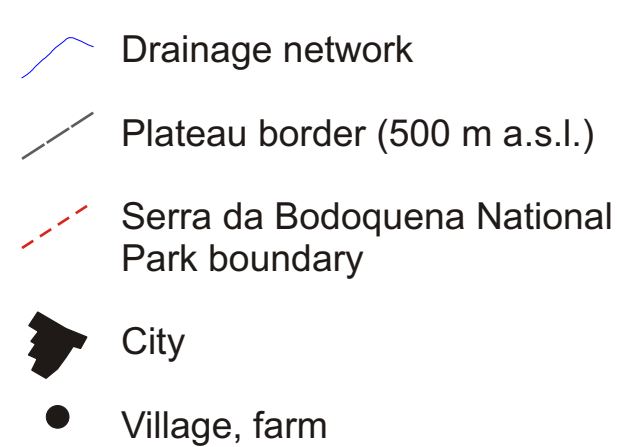 Drainage network
Plateau border (500 m a.s.l.)
Serra da Bodoquena National
Park boundary
City
Village, farm